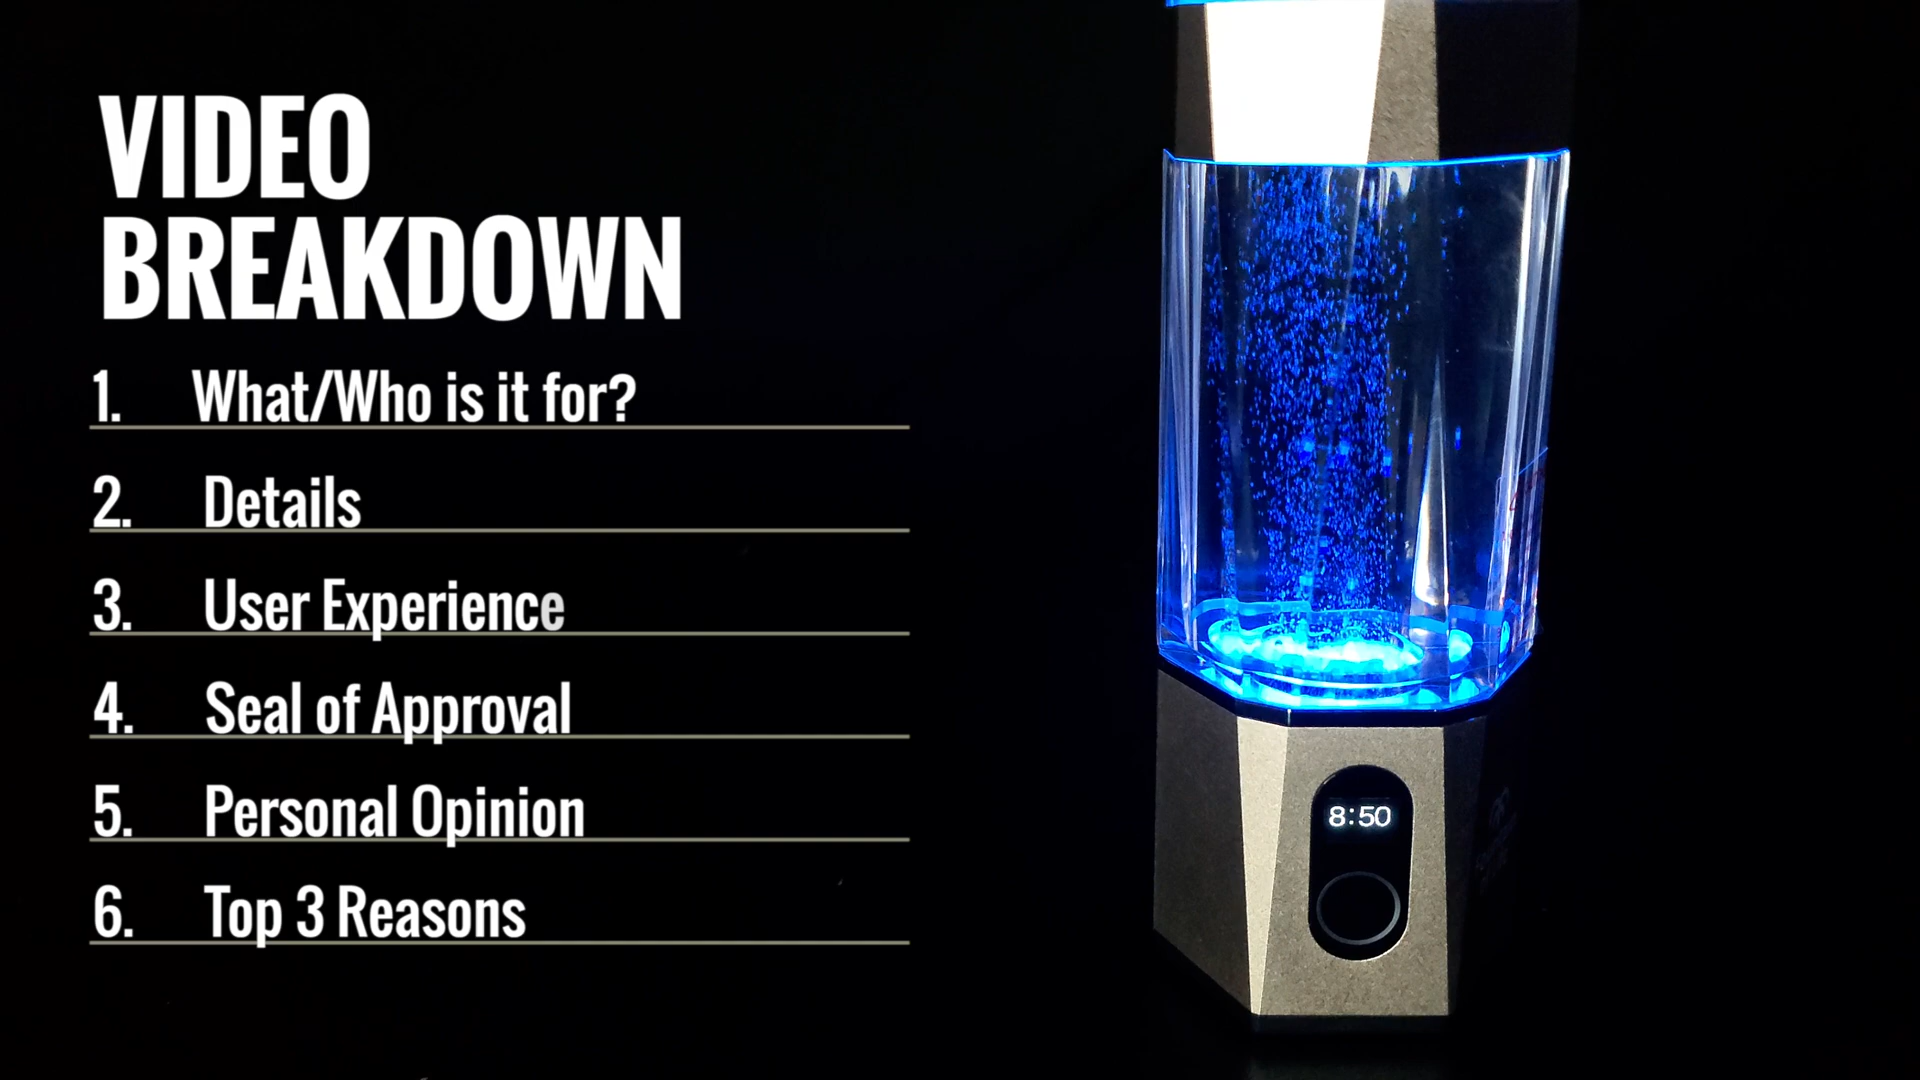 VIDEO
BREAKDOWN
1. What/Who is it for?
2. Details
3. User Experience
4. Seal of Approval
5. Personal Opinion
6. Top 3 Reasons
8:50